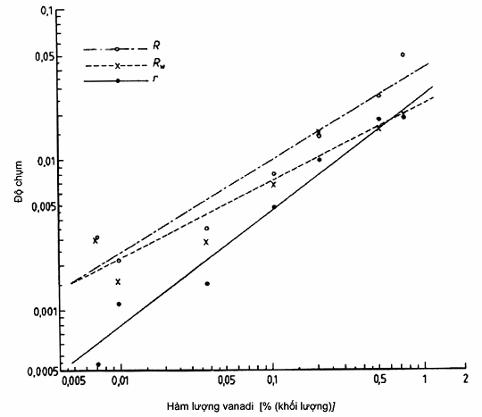 0,1
R
Rw
r
0,05
0,01
0,005
0,001
0,0005
Độ chụm
0,005 0,01 0,05 0,1 0,5 1 2
Hàm lượng vanadi [% (khối lượng)]